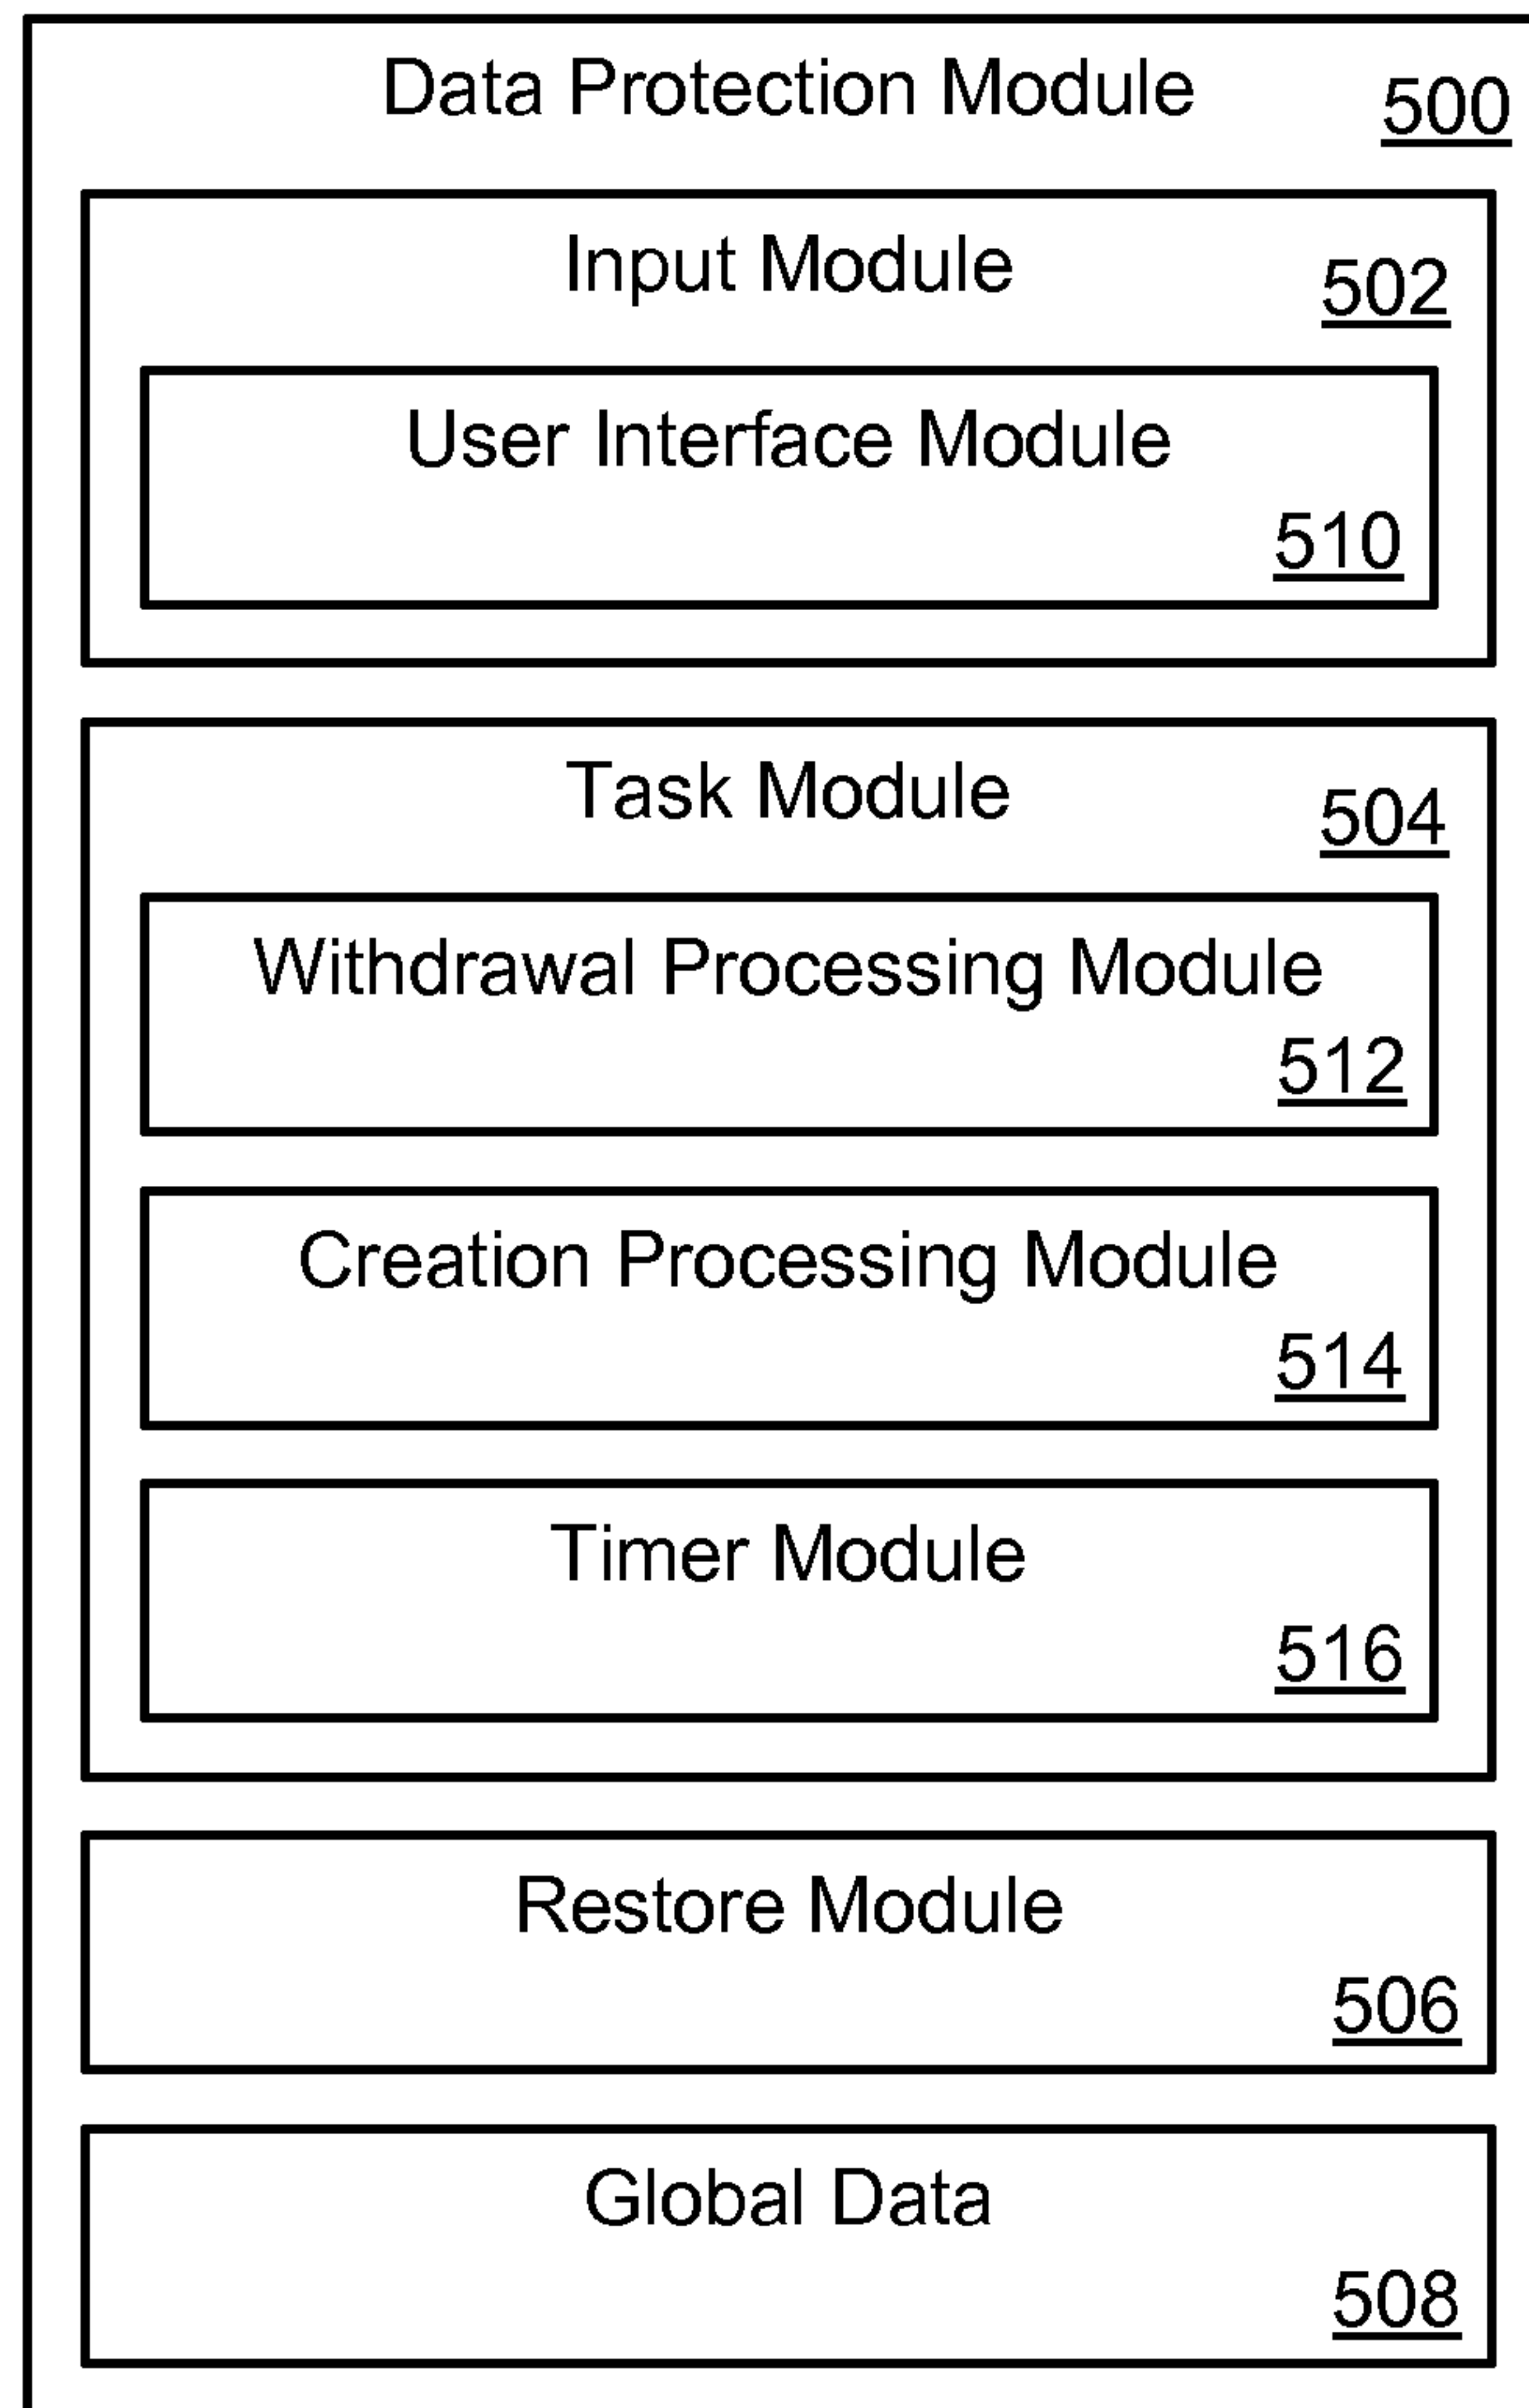 Data Protection Module
500
Input Module
502
User Interface Module
510
Task Module
504
Withdrawal Processing Module
512
Creation Processing Module
514
Timer Module
516
Restore Module
506
Global Data
508